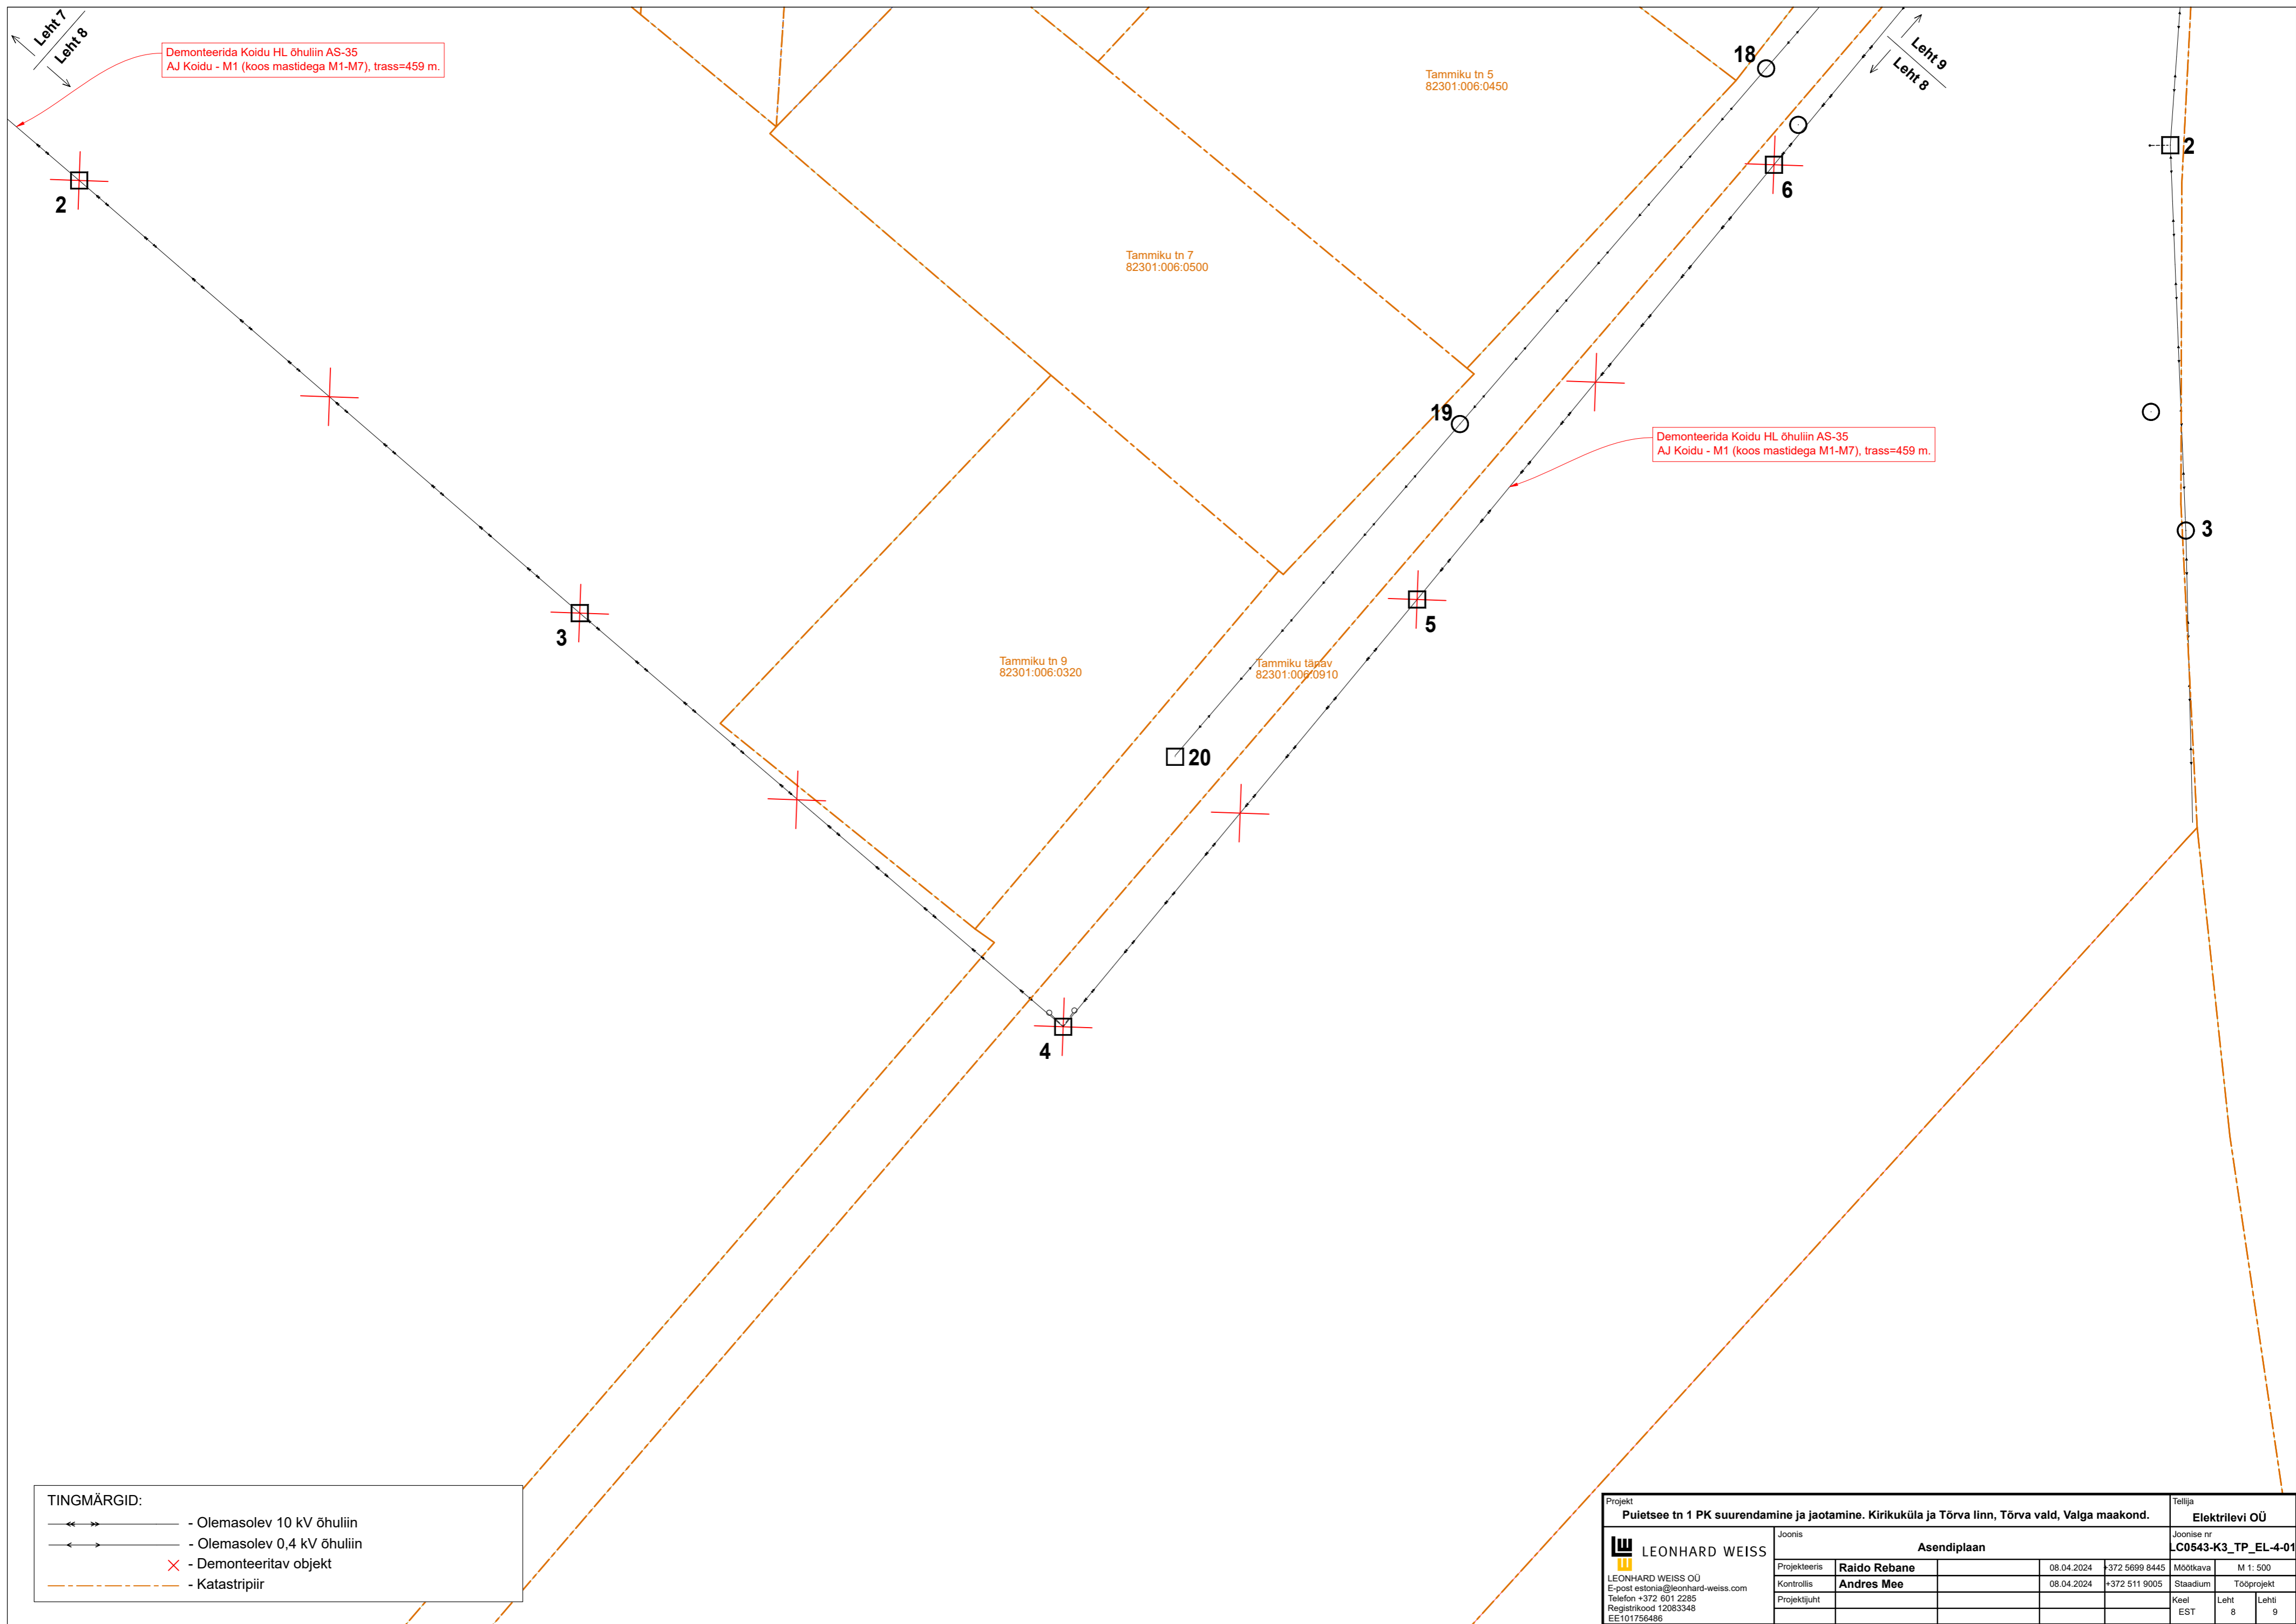 Leht 7
Leht 8
Demonteerida Koidu HL õhuliin AS-35
AJ Koidu - M1 (koos mastidega M1-M7), trass=459 m.
Tammiku tn 5
82301:006:0450
18
Leht 9
Leht 8
2
6
2
Tammiku tn 7
82301:006:0500
19
Demonteerida Koidu HL õhuliin AS-35
AJ Koidu - M1 (koos mastidega M1-M7), trass=459 m.
3
3
5
Tammiku tn 9
82301:006:0320
Tammiku tänav
82301:006:0910
20
4
TINGMÄRGID:
- Olemasolev 10 kV õhuliin
- Olemasolev 0,4 kV õhuliin
- Demonteeritav objekt
- Katastripiir
Projekt
Puietsee tn 1 PK suurendamine ja jaotamine. Kirikuküla ja Tõrva linn, Tõrva vald, Valga maakond.
Tellija
Elektrilevi OÜ
LEONHARD WEISS
LEONHARD WEISS OÜ
E-post estonia@leonhard-weiss.com
Telefon +372 601 2285
Registrikood 12083348
EE101756486
Joonis
Asendiplaan
Joonise nr
LC0543-K3_TP_EL-4-01
Projekteeris Raido Rebane 08.04.2024 +372 5699 8445 Mõõtkava M 1: 500
Kontrollis Andres Mee 08.04.2024 +372 511 9005 Staadium Tööprojekt
Projektijuht Keel Leht Lehti
EST 8 9